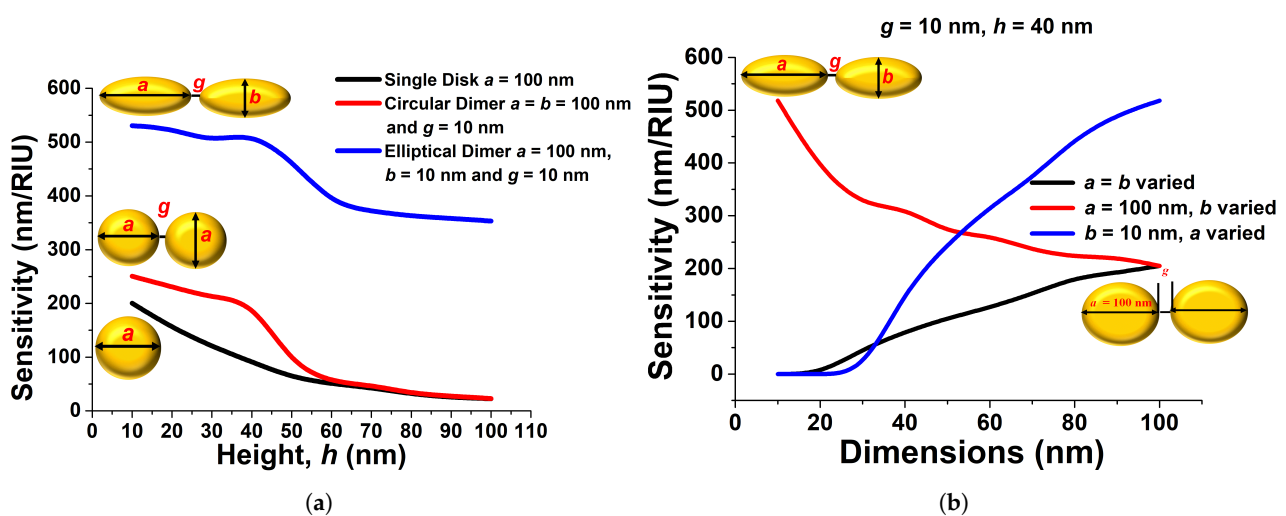 g = 10 nm, h = 40 nm
Sensitivity (nm/RIU)
600
500
400
300
200
100
0
0 10 20 30 40 50 60 70 80 90 100 110
Height, h (nm)
a g b
Single Disk a = 100 nm
Circular Dimer a = b = 100 nm
and g = 10 nm
Elliptical Dimer a = 100 nm,
b = 10 nm and g = 10 nm
a g a
a
(a)
Sensitivity (nm/RIU)
600
500
400
300
200
100
0
0 20 40 60 80 100
Dimensions (nm)
a g b
a = b varied
a = 100 nm, b varied
b = 10 nm, a varied
g
a = 100 nm
(b)